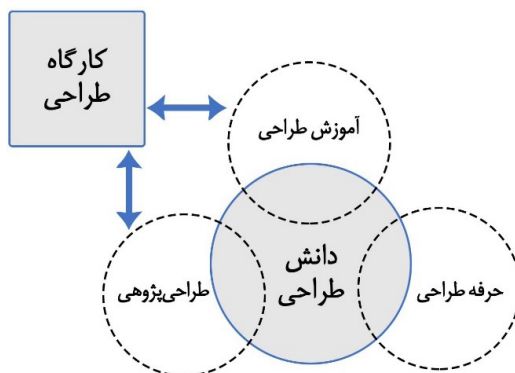 کارگاه
طراحی
آموزش طراحی
دانش
طراحی
حرفه طراحی
طراحی‌پژوهی